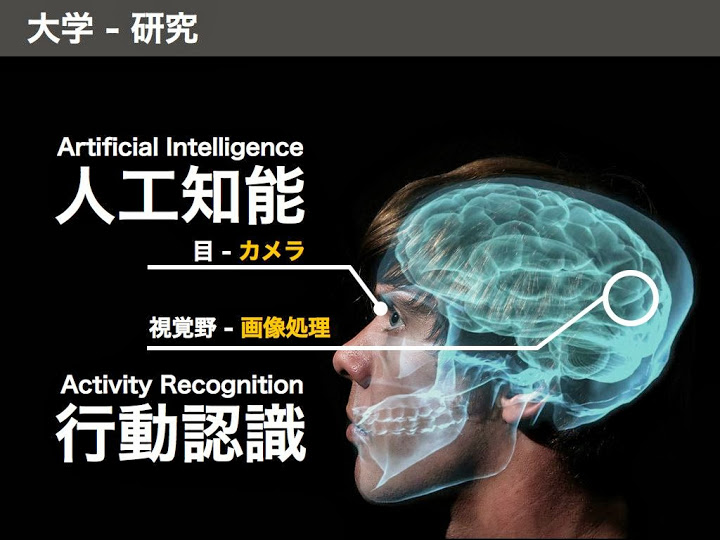 大学 - 研究
Artificial Intelligence
人工知能
目 - カメラ
視覚野 - 画像処理
Activity Recognition
行動認識